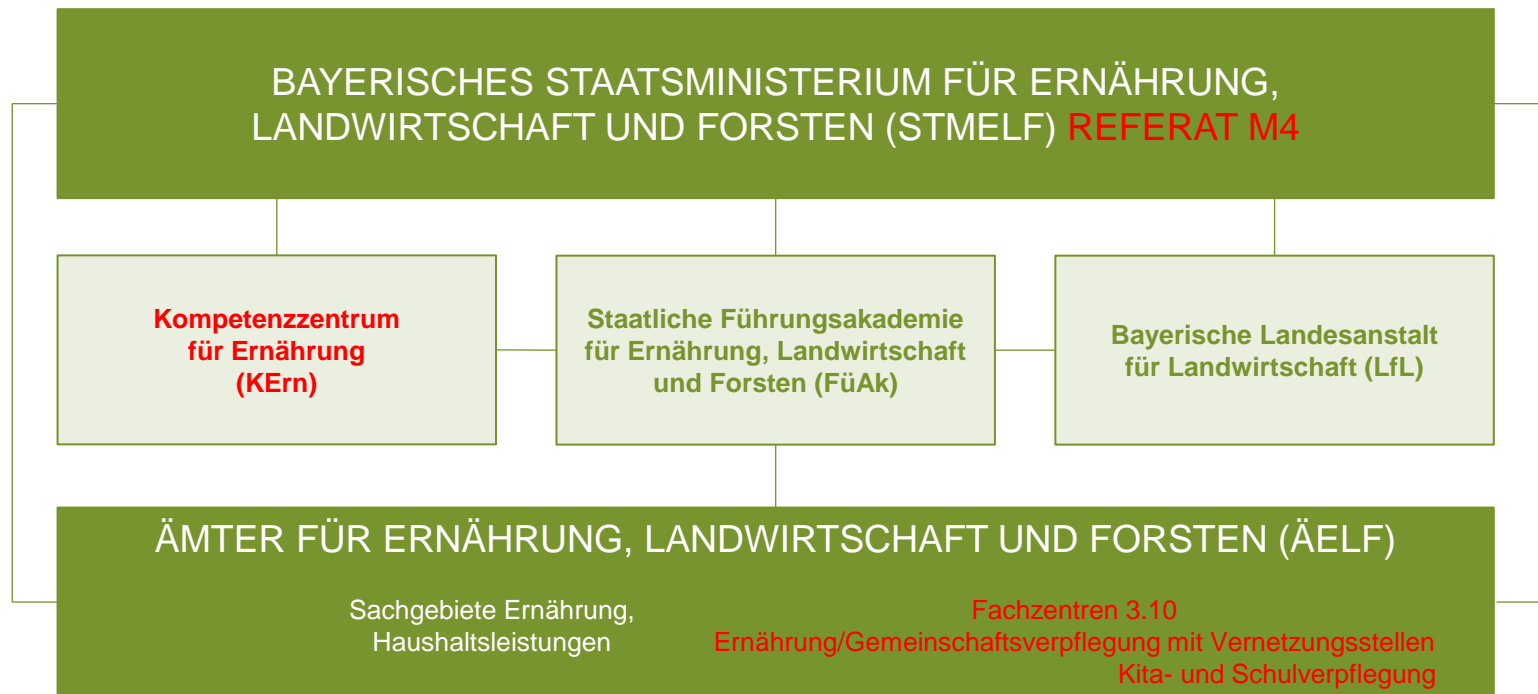 BAYERISCHES STAATSMINISTERIUM FÜR ERNÄHRUNG,
LANDWIRTSCHAFT UND FORSTEN (STMELF) REFERAT M4
Kompetenzzentrum
für Ernährung
(KErn)
Staatliche Führungsakademie
für Ernährung, Landwirtschaft
und Forsten (FüAk)
Bayerische Landesanstalt
für Landwirtschaft (LfL)
ÄMTER FÜR ERNÄHRUNG, LANDWIRTSCHAFT UND FORSTEN (ÄELF)
Sachgebiete Ernährung,
Haushaltsleistungen
Fachzentren 3.10
Ernährung/Gemeinschaftsverpflegung mit Vernetzungsstellen
Kita- und Schulverpflegung